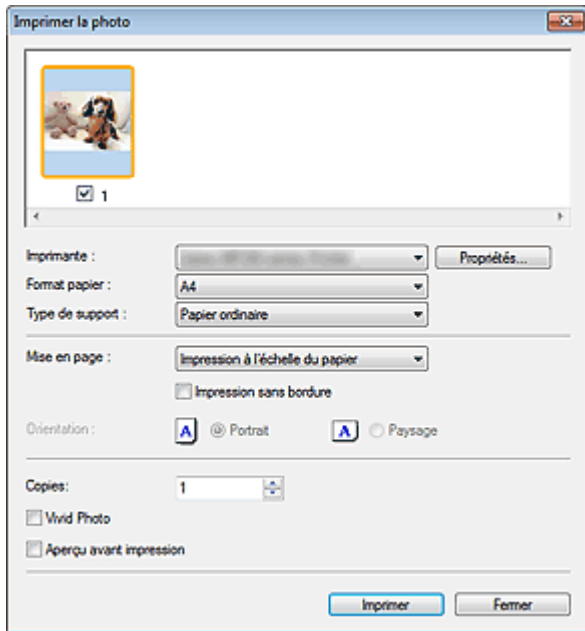 Imprimer la photo
1
Imprimante :
Propriétés...
Format papier :
A4
Type de support :
Papier ordinaire
Mise en page :
Impression à l'échelle du papier
Impression sans bordure
Orientation :
A Portrait
A Paysage
Copies:
1
Vivid Photo
Aperçu avant impression
Imprimer
Fermer